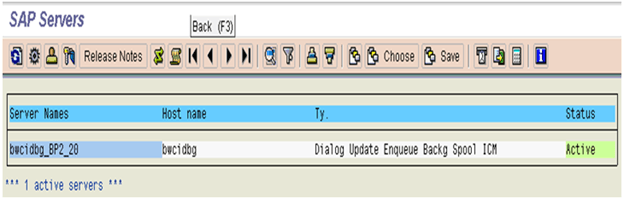 SAP Servers
Back (F3)
Release Notes Choose Save
Server Names Host name Ty. Status
bwcidbg_BP2_20 bwcidbg Dialog Update Enqueue Backg Spool ICM Active
*** 1 active servers ***